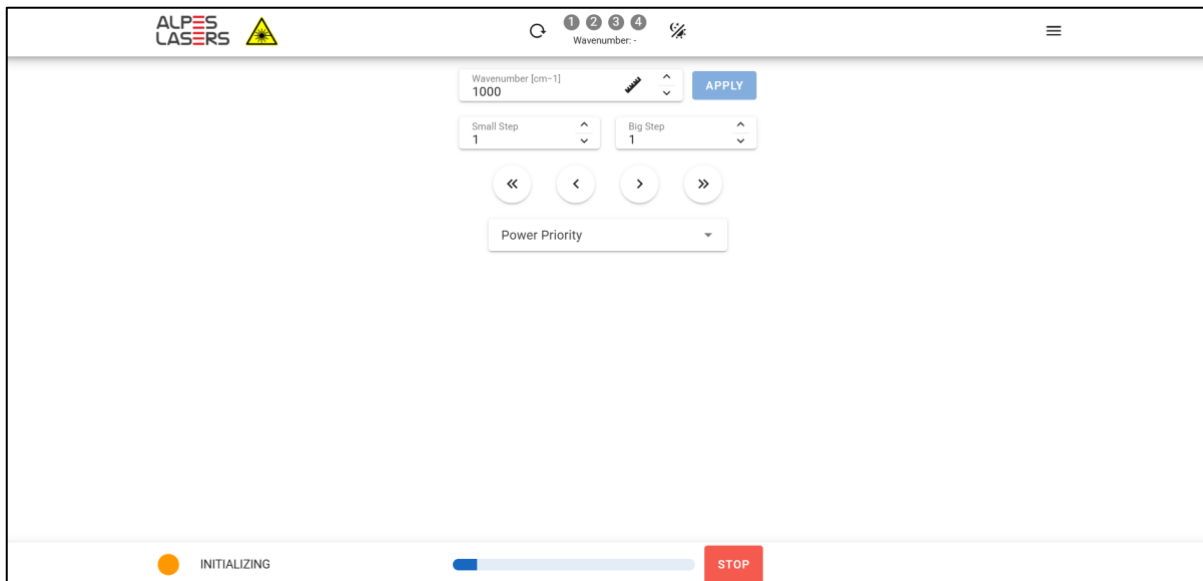 ALPES
LASERS
1 2 3 4
Wavenumber: -
Wavenumber [cm−1]
1000
APPLY
Small Step
1
Big Step
1
Power Priority
INITIALIZING
STOP